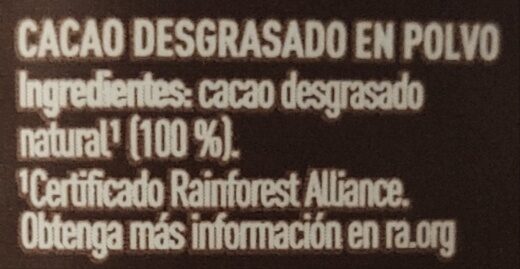 CACAO DESGRASADO EN POLVO
Ingredientes: cacao desgrasado
natural¹ (100 %).
¹Certificado Rainforest Alliance.
Obtenga más información en ra.org